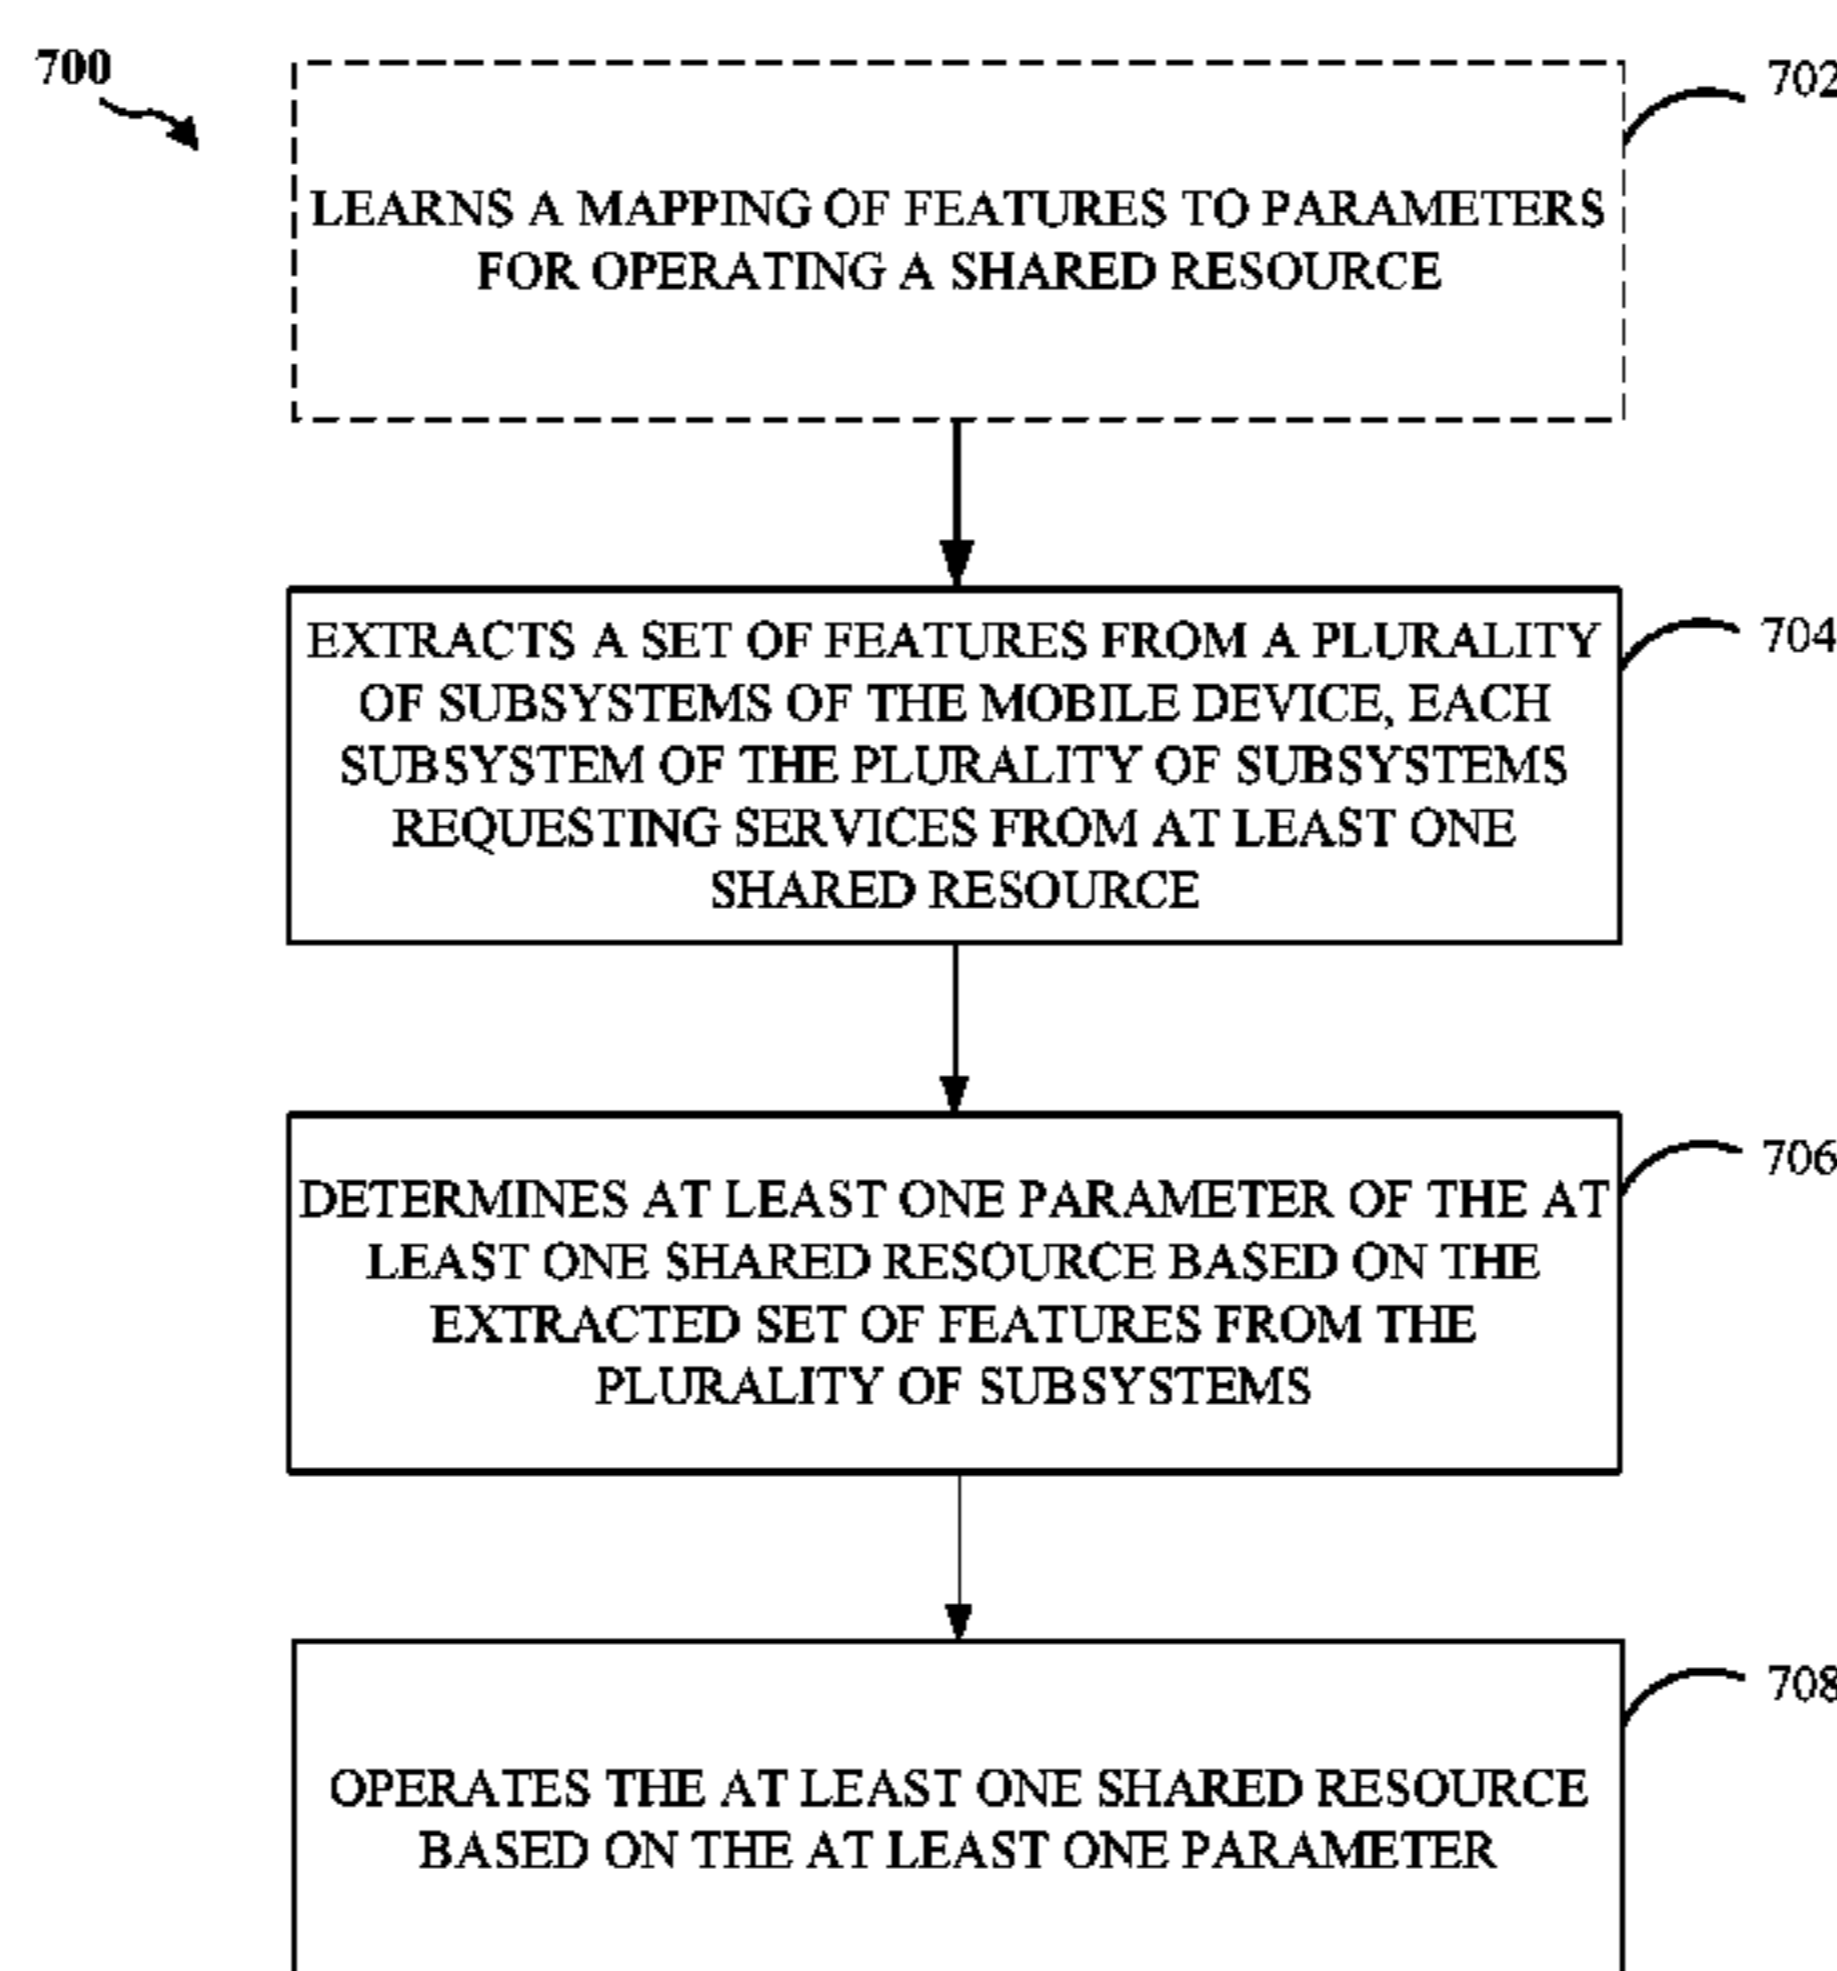 700
702
LEARNS A MAPPING OF FEATURES TO PARAMETERS
FOR OPERATING A SHARED RESOURCE
704
EXTRACTS A SET OF FEATURES FROM A PLURALITY
OF SUBSYSTEMS OF THE MOBILE DEVICE, EACH
SUBSYSTEM OF THE PLURALITY OF SUBSYSTEMS
REQUESTING SERVICES FROM AT LEAST ONE
SHARED RESOURCE
706
DETERMINES AT LEAST ONE PARAMETER OF THE AT
LEAST ONE SHARED RESOURCE BASED ON THE
EXTRACTED SET OF FEATURES FROM THE
PLURALITY OF SUBSYSTEMS
708
OPERATES THE AT LEAST ONE SHARED RESOURCE
BASED ON THE AT LEAST ONE PARAMETER